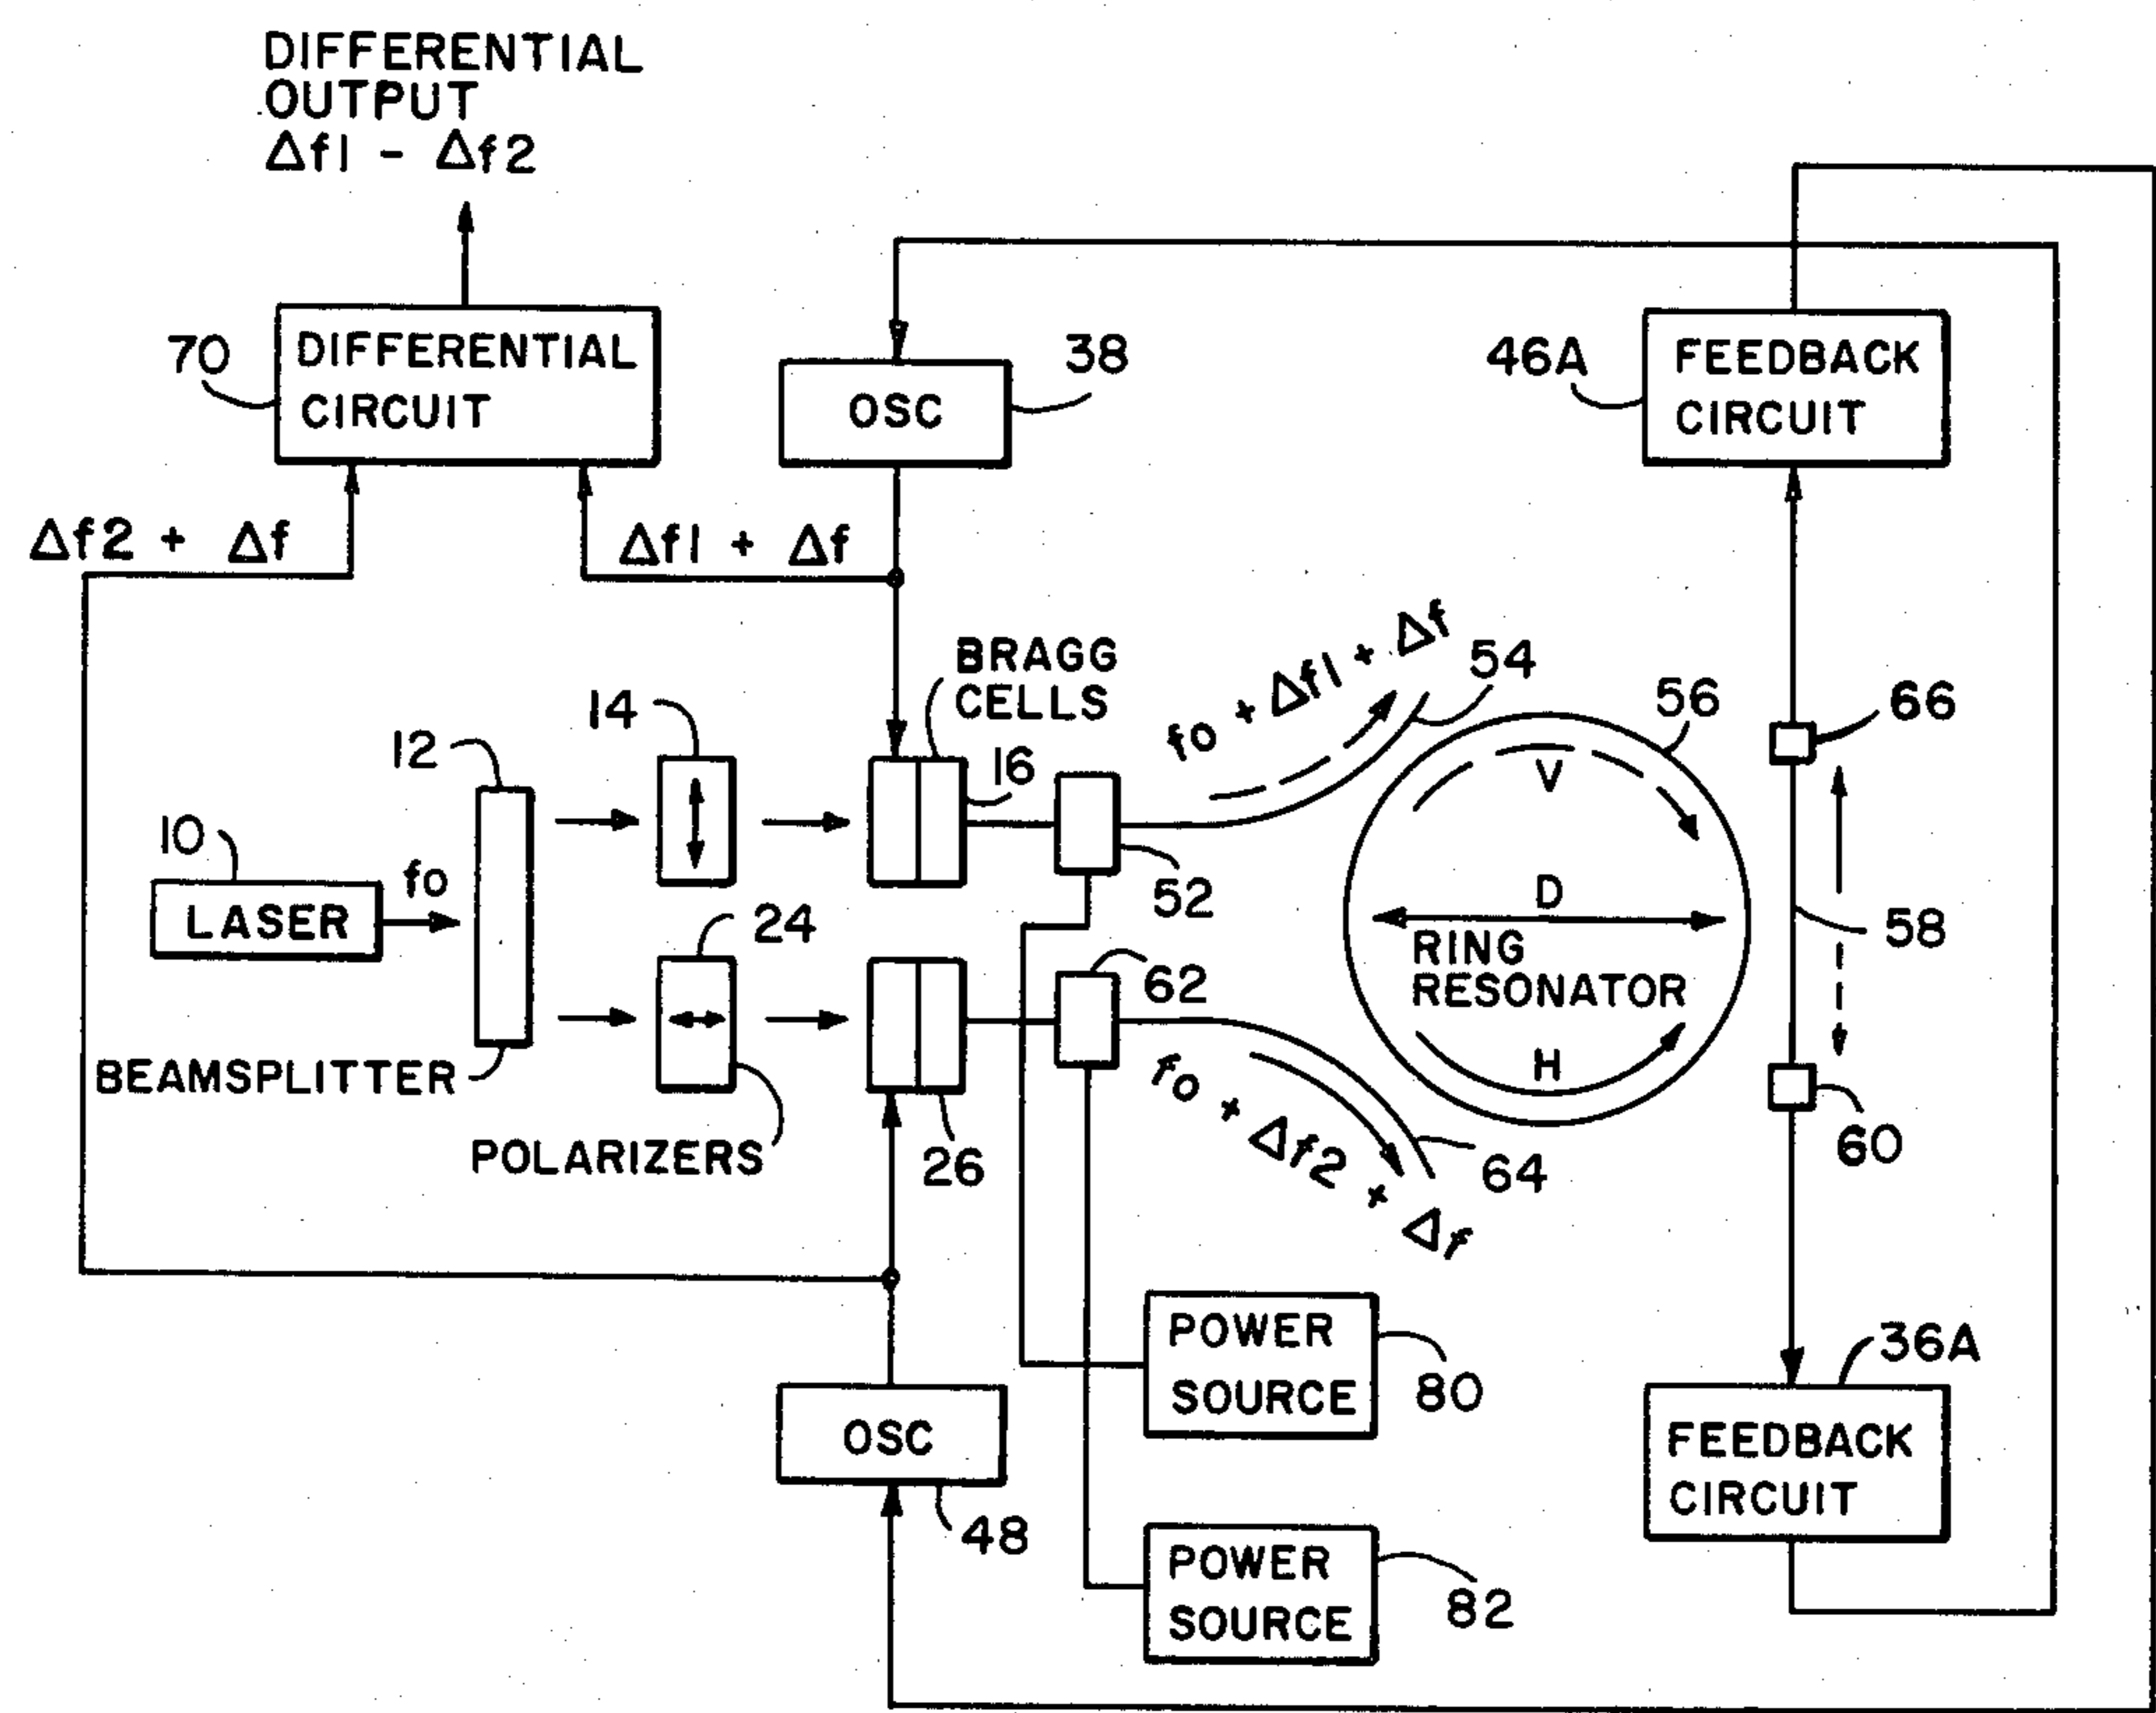 DIFFERENTIAL
OUTPUT
Δf1 - Δf2
70
DIFFERENTIAL
CIRCUIT
OSC
38
46A
FEEDBACK
CIRCUIT
Δf2 + Δf
Δf1 + Δf
BRAGG
CELLS
fo + Δf1 + Δf
54
56
66
14
12
16
V
10
fo
LASER
52
D
58
24
RING
RESONATOR
62
BEAMSPLITTER
H
fo + Δf2 + Δf
60
POLARIZERS
26
64
POWER
SOURCE
80
36A
OSC
48
FEEDBACK
CIRCUIT
POWER
SOURCE
82